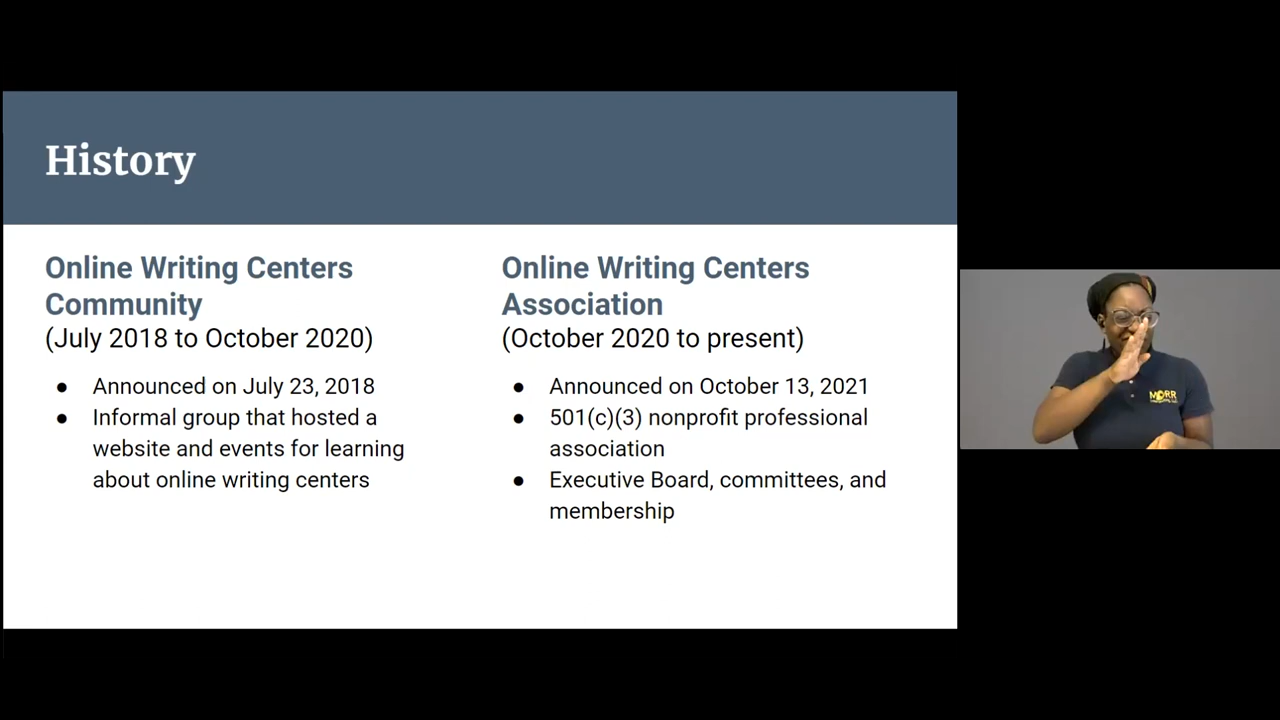 History
Online Writing Centers
Community
(July 2018 to October 2020)
● Announced on July 23, 2018
● Informal group that hosted a
website and events for learning
about online writing centers
Online Writing Centers
Association
(October 2020 to present)
● Announced on October 13, 2021
● 501(c)(3) nonprofit professional
association
● Executive Board, committees, and
membership
MORR